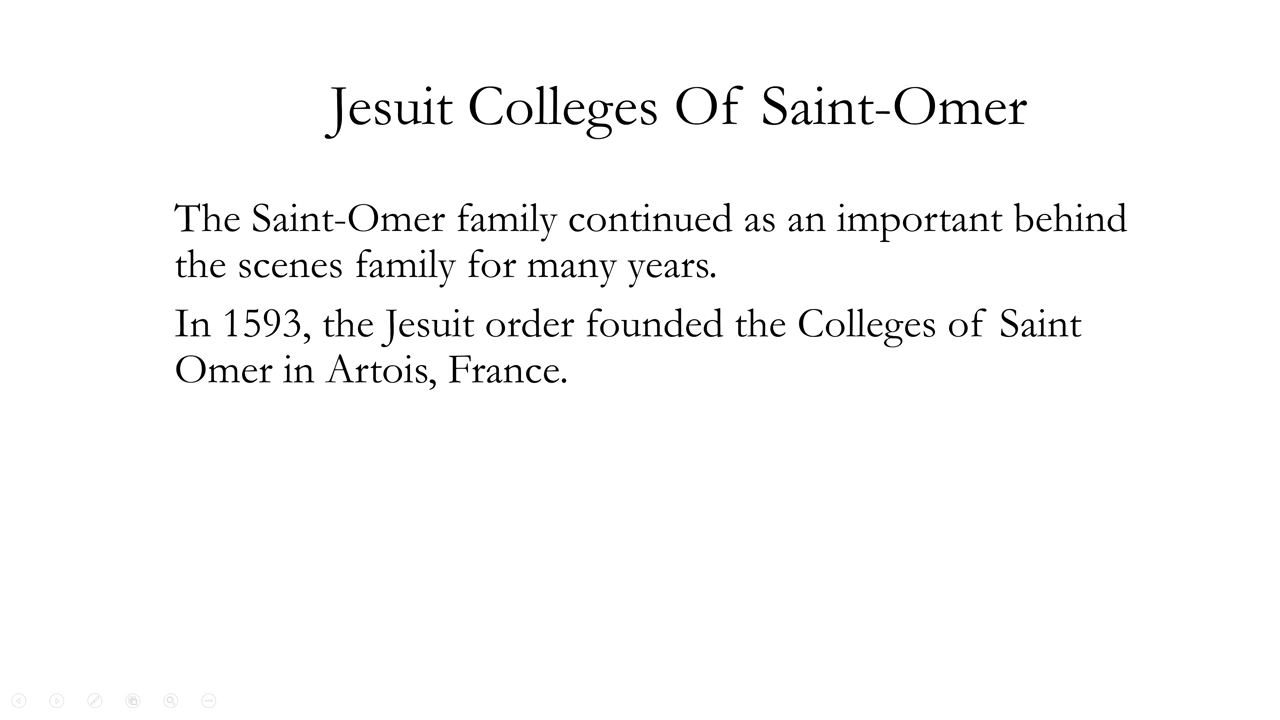 Jesuit Colleges Of Saint-Omer
The Saint-Omer family continued as an important behind
the scenes family for many years.
In 1593, the Jesuit order founded the Colleges of Saint
Omer in Artois, France.